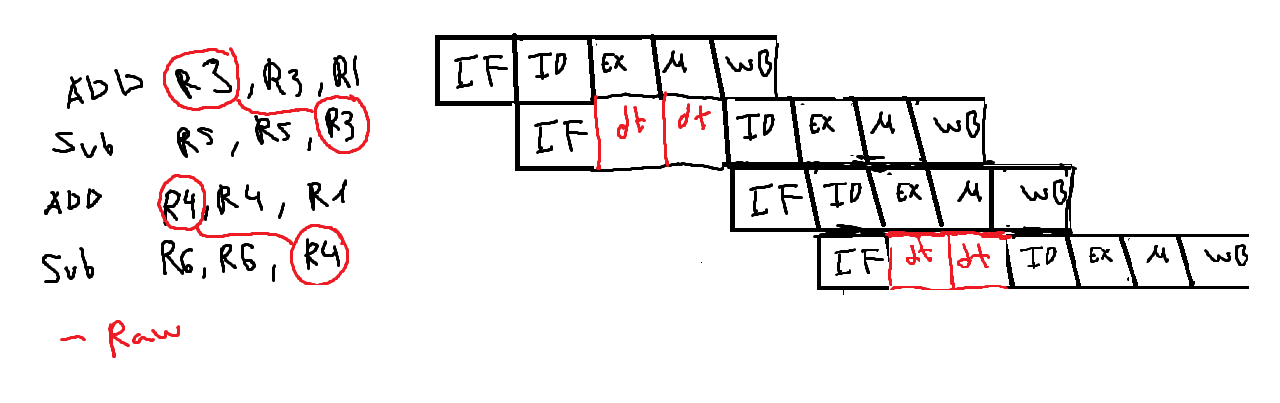 IF ID EX M WB
ADD R3, R3, R1
IF dt dt ID EX M WB
Sub R5, R5, R3
ADD R4, R4, R1
IF ID EX M WB
Sub R6, R6, R4
IF dt dt ID EX M WB
- Raw